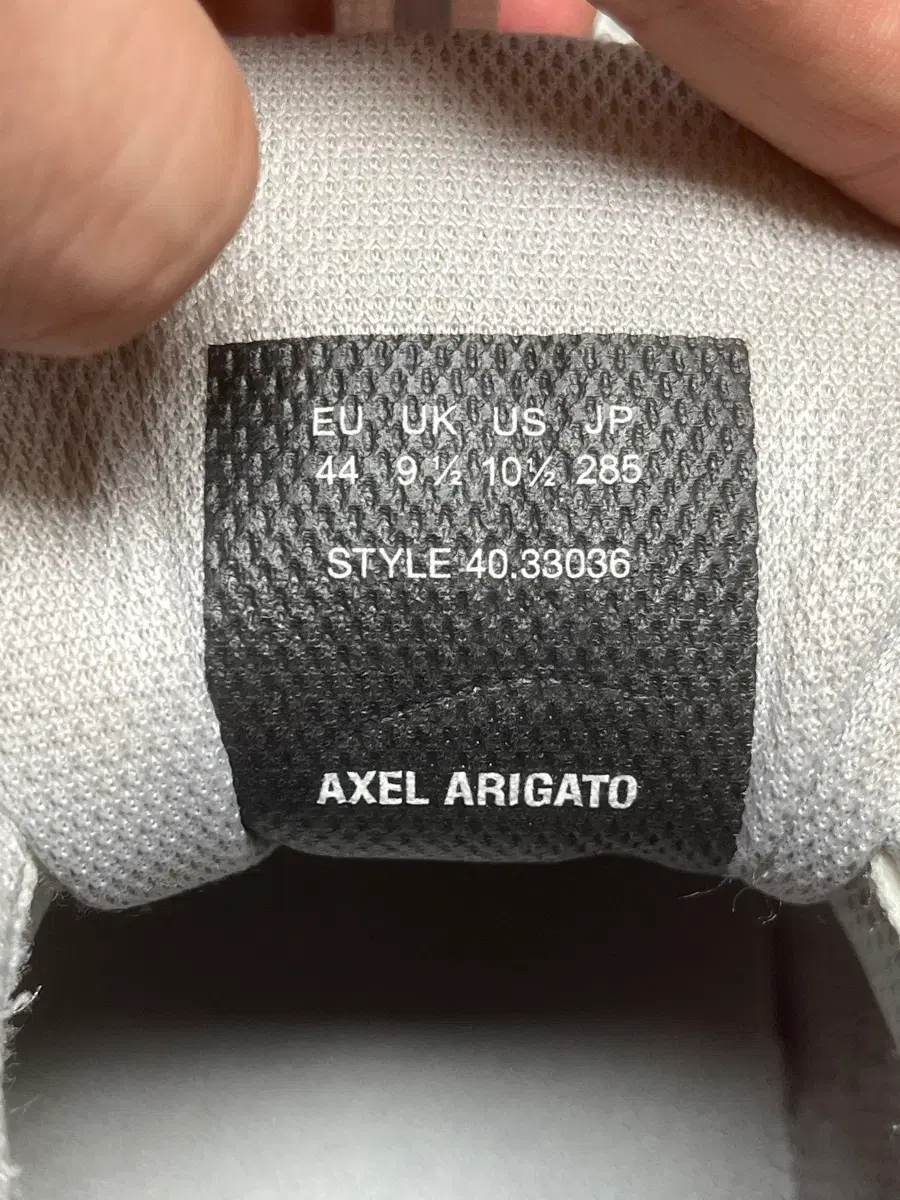 EU UK US JP
44 9 ½ 10½ 285
STYLE 40.33036
AXEL ARIGATO